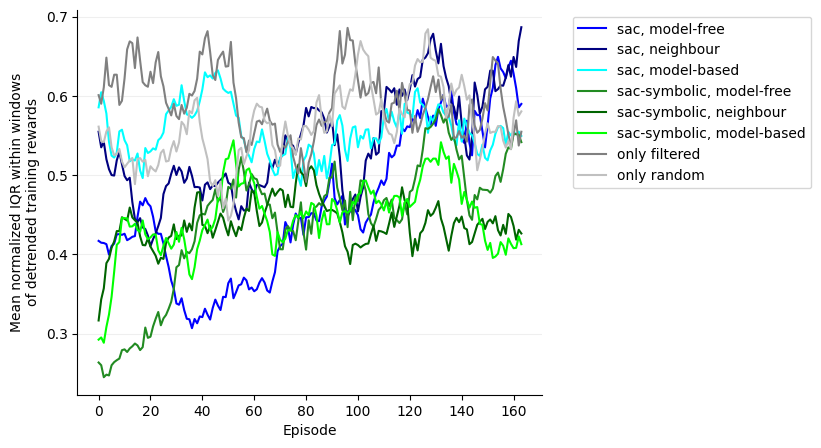 Mean normalized IQR within windows
of detrended training rewards
0.7
0.6
0.5
0.4
0.3
0 20 40 60 80 100 120 140 160
Episode
sac, model-free
sac, neighbour
sac, model-based
sac-symbolic, model-free
sac-symbolic, neighbour
sac-symbolic, model-based
only filtered
only random